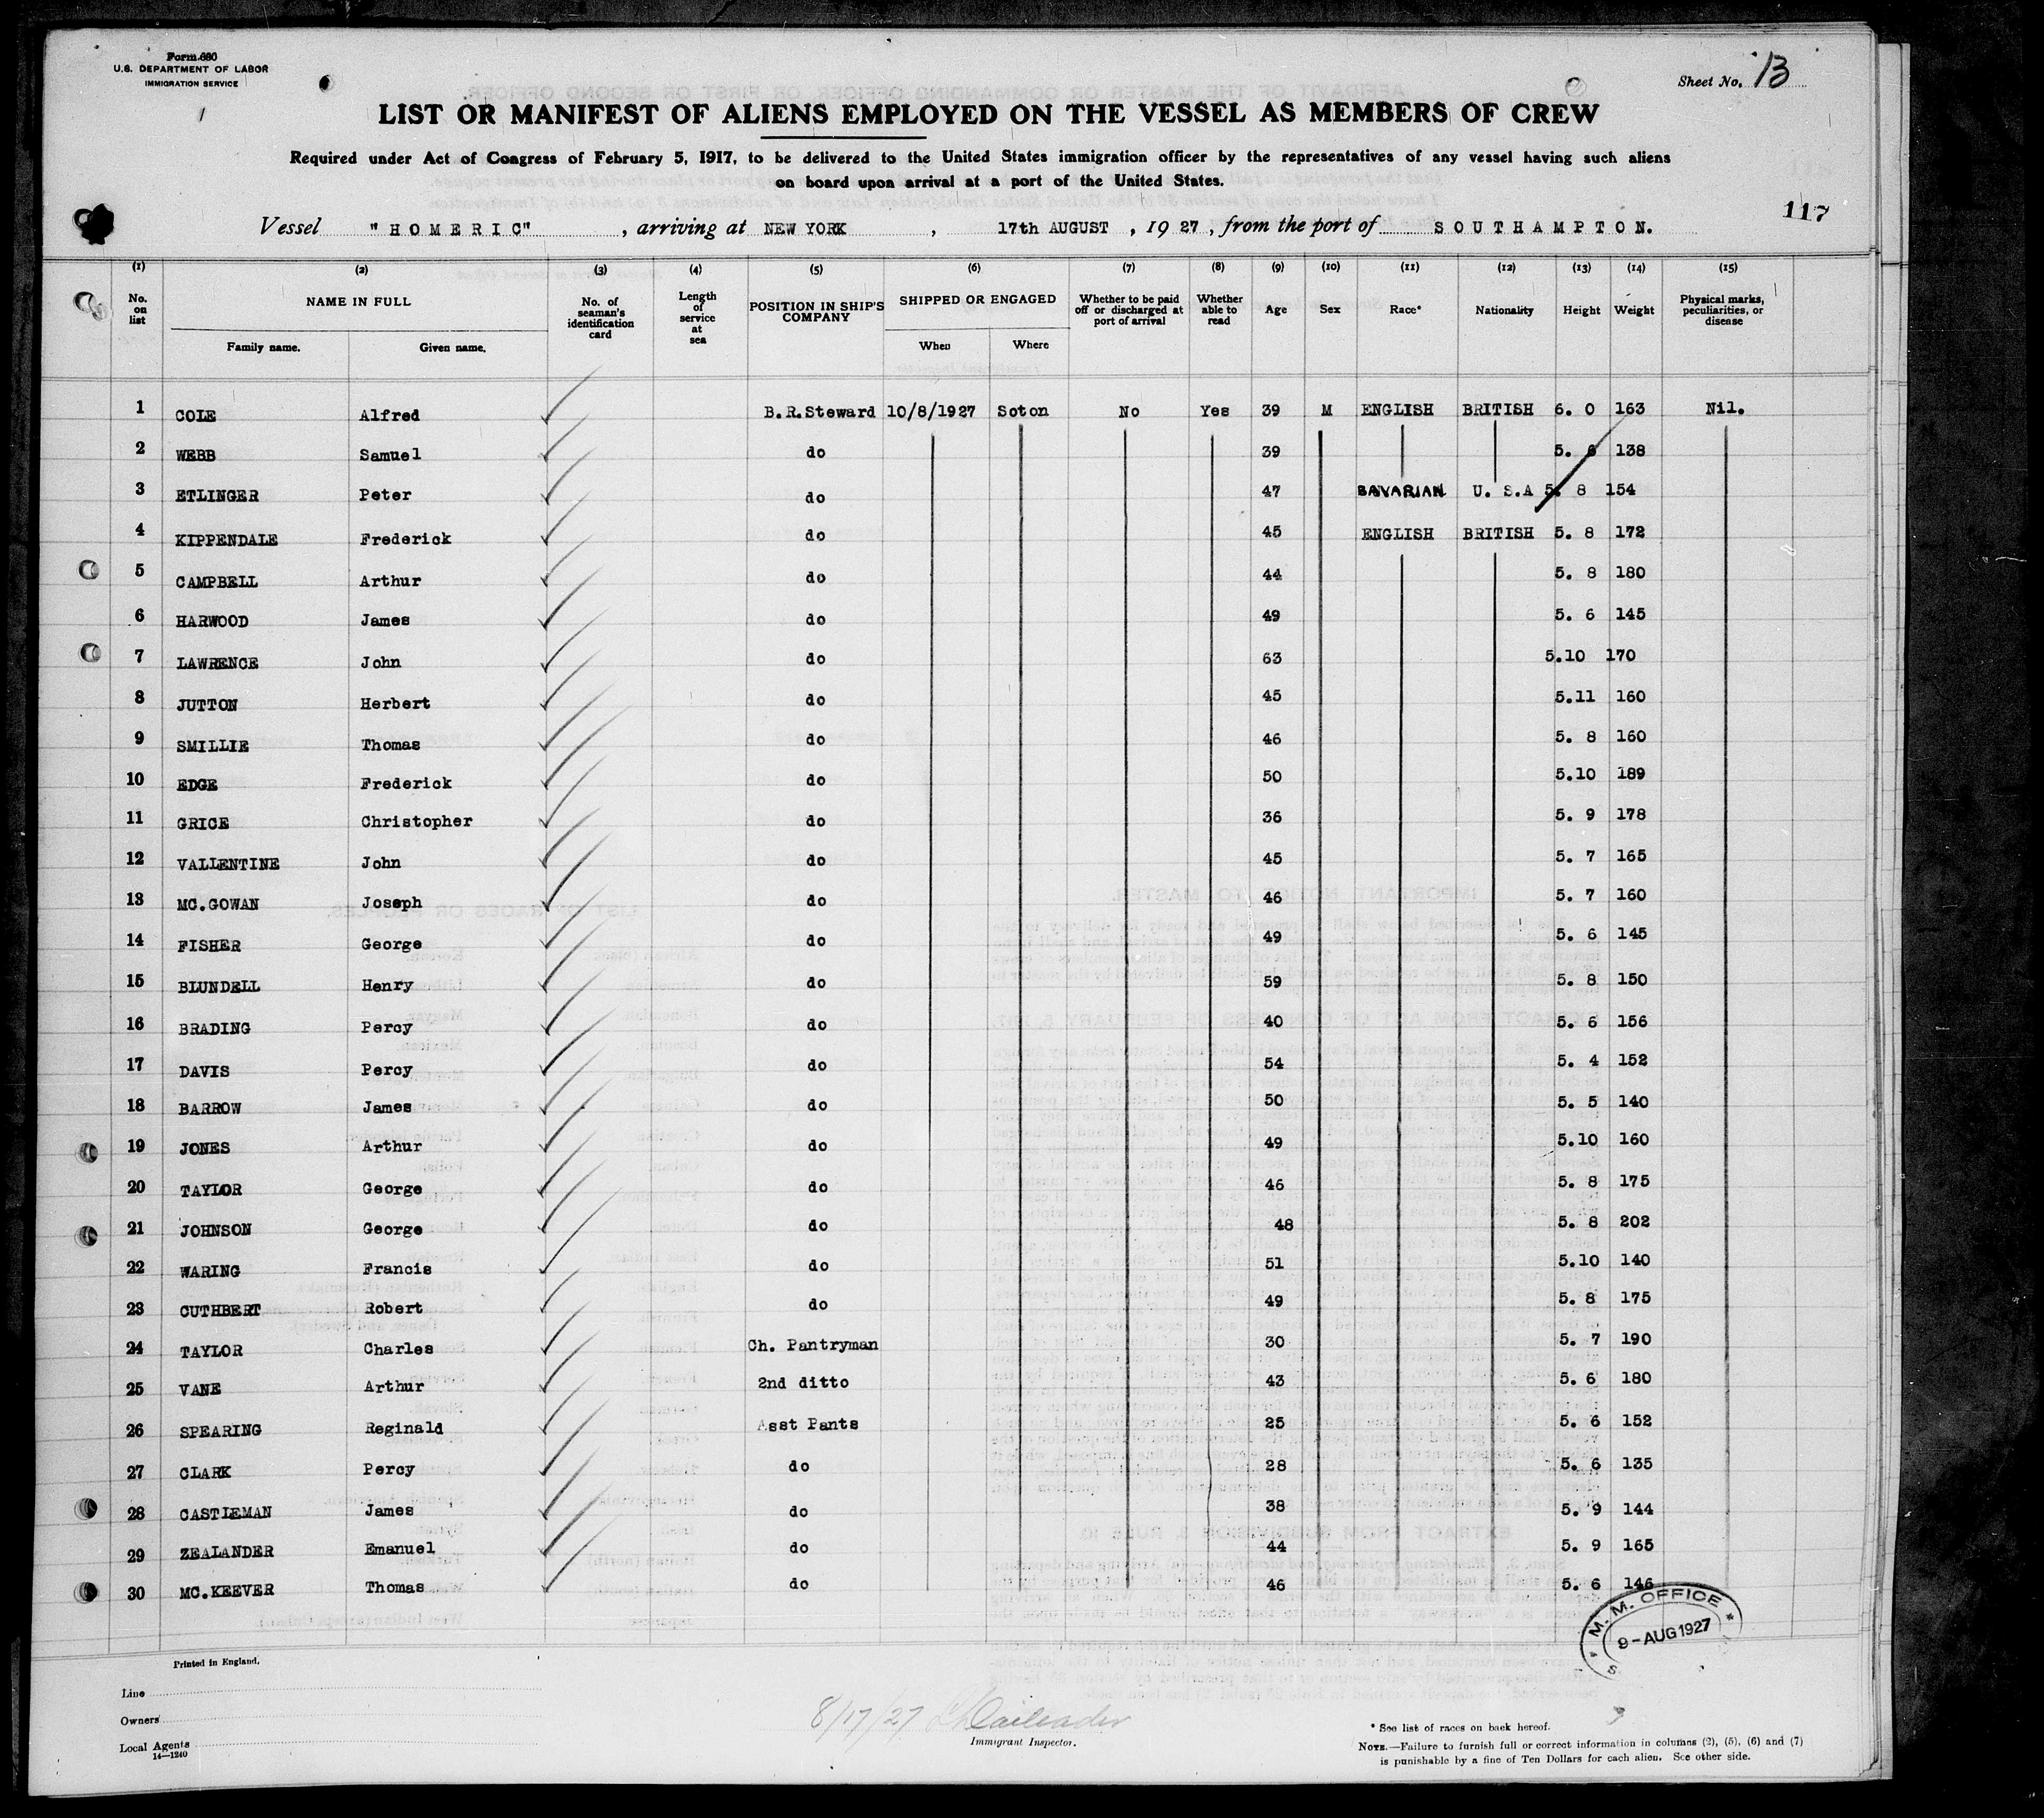 Form 680
U.S. DEPARTMENT OF LABOR
IMMIGRATION SERVICE
Sheet No. 13
LIST OR MANIFEST OF ALIENS EMPLOYED ON THE VESSEL AS MEMBERS OF CREW
Required under Act of Congress of February 5, 1917, to be delivered to the United States immigration officer by the representatives of any vessel having such aliens
on board upon arrival at a port of the United States.
117
Vessel "HOMERIC", arriving at NEW YORK, 17th AUGUST, 1927, from the port of SOUTHAMPTON.
(1) (2) (3) (4) (5) (6) (7) (8) (9) (10) (11) (12) (13) (14) (15)
No. on list NAME IN FULL Family name. Given name. No. of seaman's identification card Length of service at sea POSITION IN SHIP'S COMPANY SHIPPED OR ENGAGED When Where Whether to be paid off or discharged at port of arrival Whether able to read Age Sex Race* Nationality Height Weight Physical marks, peculiarities, or disease
1 COLE Alfred B.R.Steward 10/8/1927 Soton No Yes 39 M ENGLISH BRITISH 6. 0 163 Nil.
2 WEBB Samuel do 39 5. 6 138
3 ETLINGER Peter do 47 BAVARIAN U. S.A 5. 8 154
4 KIPPENDALE Frederick do 45 ENGLISH BRITISH 5. 8 172
5 CAMPBELL Arthur do 44 5. 8 180
6 HARWOOD James do 49 5. 6 145
7 LAWRENCE John do 63 5.10 170
8 JUTTON Herbert do 45 5.11 160
9 SMILLIE Thomas do 46 5. 8 160
10 EDGE Frederick do 50 5.10 189
11 GRICE Christopher do 36 5. 9 178
12 VALLENTINE John do 45 5. 7 165
13 MC.GOWAN Joseph do 46 5. 7 160
14 FISHER George do 49 5. 6 145
15 BLUNDELL Henry do 59 5. 8 150
16 BRADING Percy do 40 5. 6 156
17 DAVIS Percy do 54 5. 4 152
18 BARROW James do 50 5. 5 140
19 JONES Arthur do 49 5.10 160
20 TAYLOR George do 46 5. 8 175
21 JOHNSON George do 48 5. 8 202
22 WARING Francis do 51 5.10 140
23 CUTHBERT Robert do 49 5. 8 175
24 TAYLOR Charles Ch. Pantryman 30 5. 7 190
25 VANE Arthur 2nd ditto 43 5. 6 180
26 SPEARING Reginald Asst Pants 25 5. 6 152
27 CLARK Percy do 28 5. 6 135
28 CASTLEMAN James do 38 5. 9 144
29 ZEALANDER Emanuel do 44 5. 9 165
30 MC.KEEVER Thomas do 46 5. 6 146
M.M. OFFICE
9-AUG 1927
S
Printed in England.
Line
Owners
Local Agents
14—1240
8/17/27
Immigrant Inspector.
* See list of races on back hereof.
NOTE.—Failure to furnish full or correct information in columns (2), (5), (6) and (7)
is punishable by a fine of Ten Dollars for each alien. See other side.